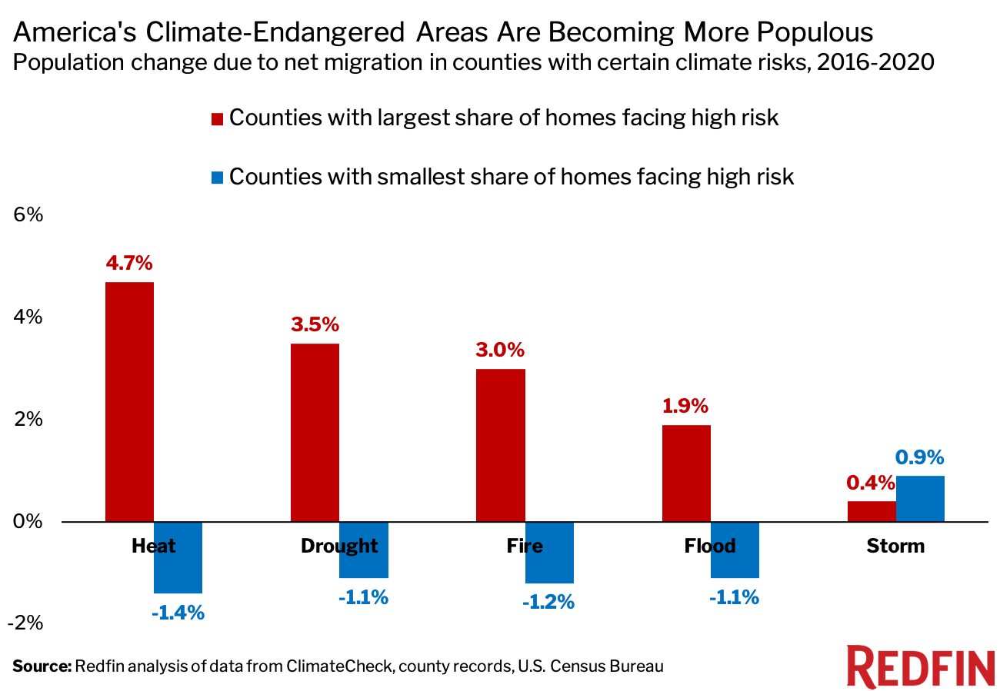 America's Climate-Endangered Areas Are Becoming More Populous
Population change due to net migration in counties with certain climate risks, 2016-2020
Counties with largest share of homes facing high risk
Counties with smallest share of homes facing high risk
6%
4%
2%
0%
-2%
4.7%
3.5%
3.0%
1.9%
0.4%
0.9%
Heat
Drought
Fire
Flood
Storm
-1.4%
-1.1%
-1.2%
-1.1%
Source: Redfin analysis of data from ClimateCheck, county records, U.S. Census Bureau
REDFIN